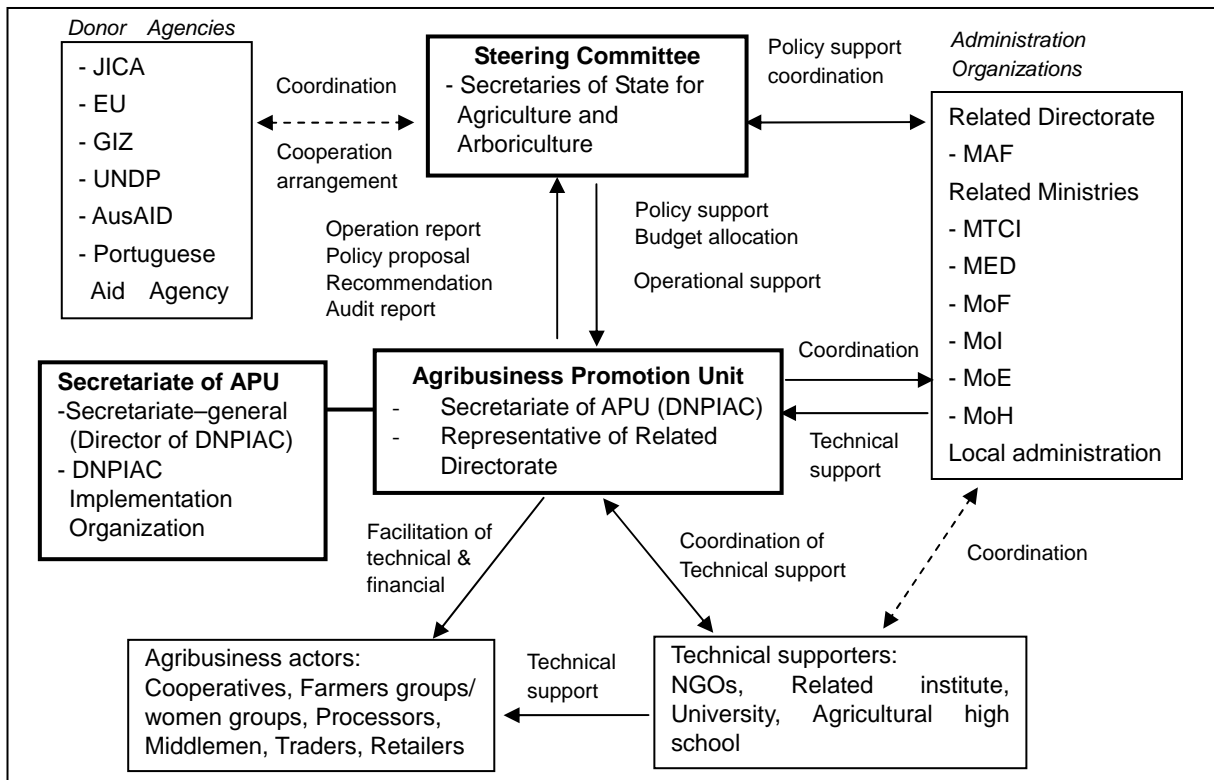 Donor Agencies
- JICA
- EU
- GIZ
- UNDP
- AusAID
- Portuguese
Aid Agency
Coordination
Cooperation
arrangement
Steering Committee
- Secretaries of State for
Agriculture and
Arboriculture
Policy support
coordination
Administration
Organizations
Related Directorate
- MAF
Related Ministries
- MTCI
- MED
- MoF
- MoI
- MoE
- MoH
Local administration
Operation report
Policy proposal
Recommendation
Audit report
Policy support
Budget allocation
Operational support
Secretariate of APU
-Secretariate–general
(Director of DNPIAC)
- DNPIAC
Implementation
Organization
Agribusiness Promotion Unit
- Secretariate of APU (DNPIAC)
- Representative of Related
Directorate
Coordination
Technical
support
Facilitation of
technical &
financial
Coordination of
Technical support
Coordination
Agribusiness actors:
Cooperatives, Farmers groups/
women groups, Processors,
Middlemen, Traders, Retailers
Technical
support
Technical supporters:
NGOs, Related institute,
University, Agricultural high
school